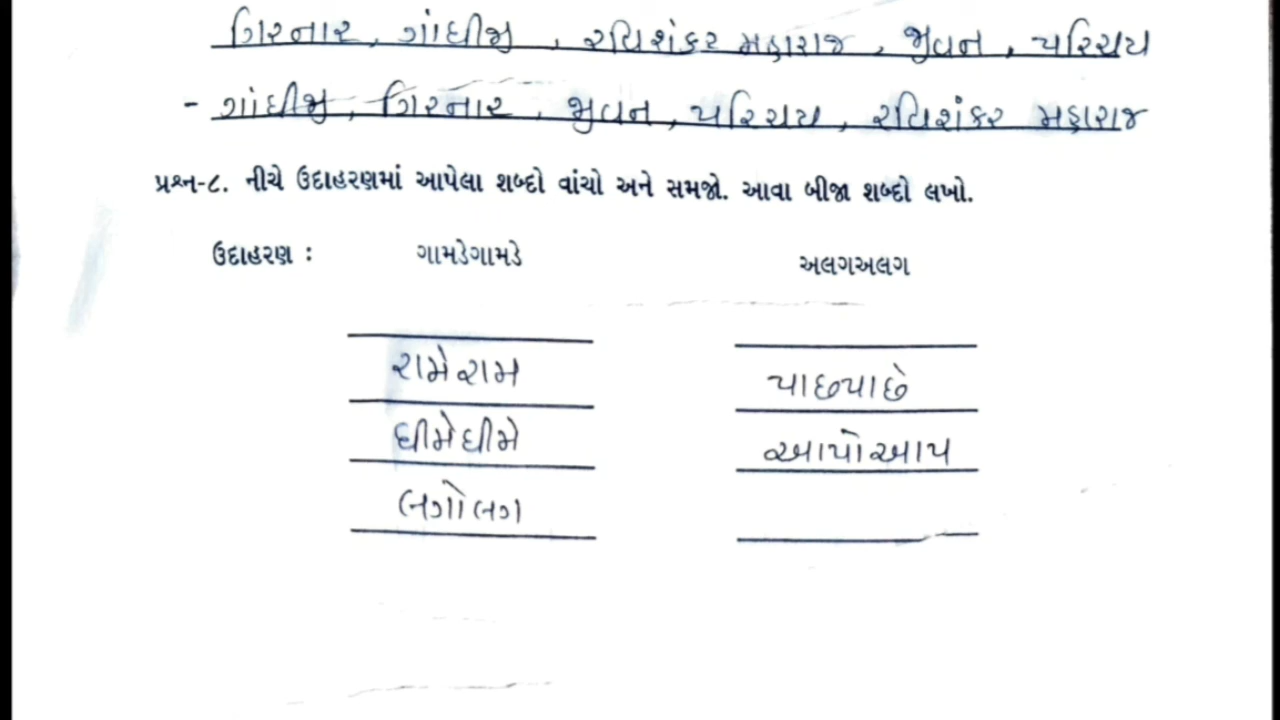 ગિરનાર, ગાંધીજી, રવિશંકર મહારાજ, જીવન, પરિચય
- ગાંધીજી, ગિરનાર, જીવન, પરિચય, રવિશંકર મહારાજ
પ્રશ્ન-૮. નીચે ઉદાહરણમાં આપેલા શબ્દો વાંચો અને સમજો. આવા બીજા શબ્દો લખો.
ઉદાહરણ : ગામડેગામડે અલગઅલગ
રામેરામ પાછપાછે
ધીમેધીમે આપોઆપ
લગોલગ